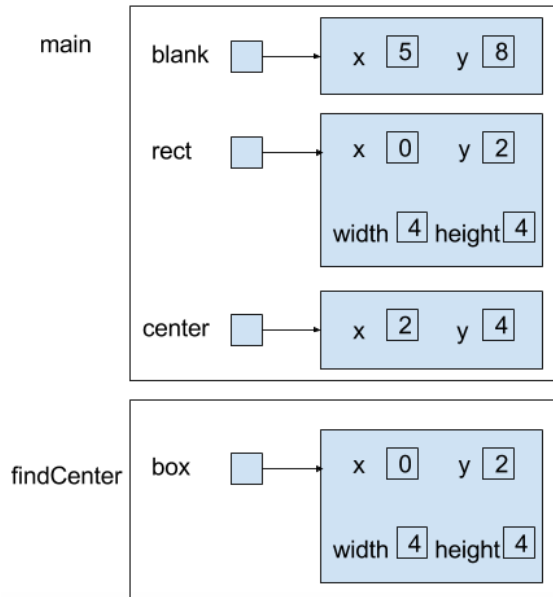 main
blank x 5 y 8
rect x 0 y 2
width 4 height 4
center x 2 y 4
findCenter
box x 0 y 2
width 4 height 4